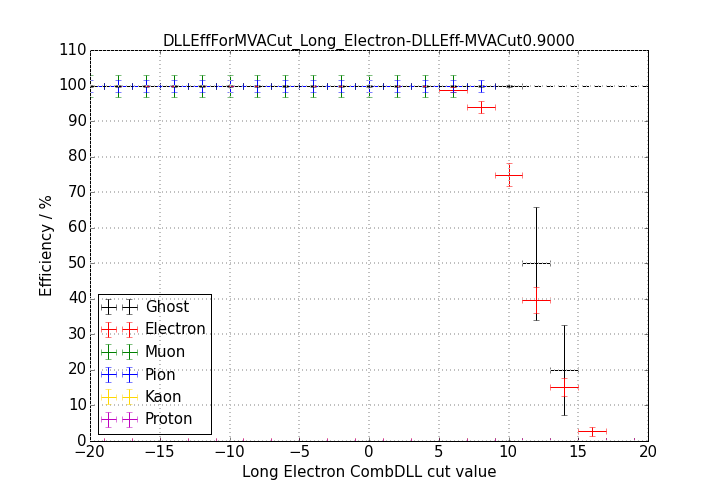 DLLEffForMVACut_Long_Electron-DLLEff-MVACut0.9000
110
100
90
80
70
60
50
40
30
20
10
0
Efficiency / %
Ghost
Electron
Muon
Pion
Kaon
Proton
−20 −15 −10 −5 0 5 10 15 20
Long Electron CombDLL cut value